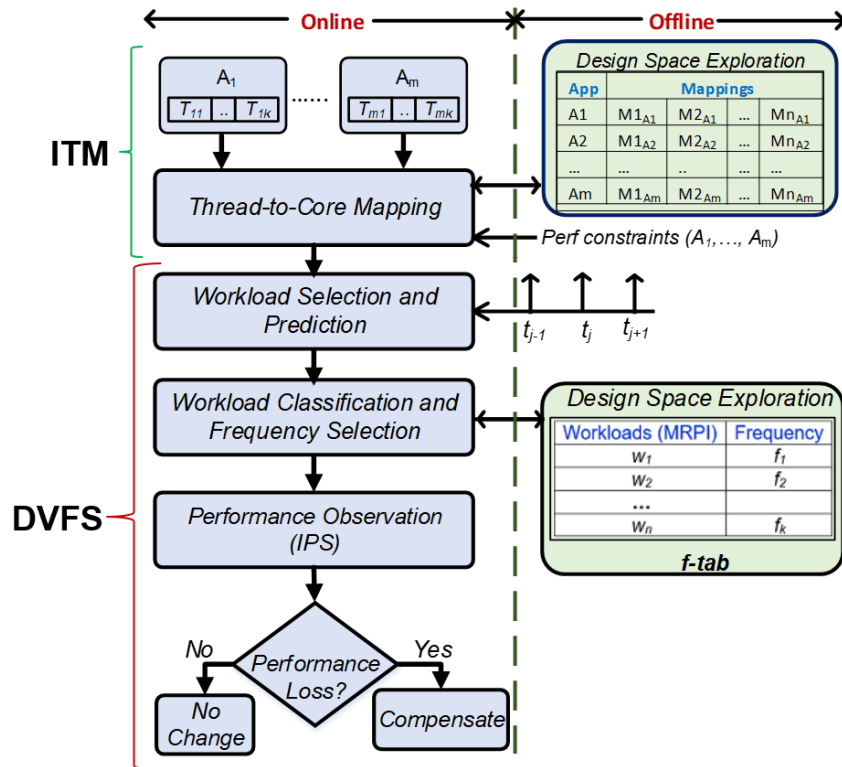 Online
Offline
ITM
A1
T11 .. T1k
......
Am
Tm1 .. Tmk
Thread-to-Core Mapping
Design Space Exploration
App Mappings
A1 M1A1 M2A1 ... MnA1
A2 M1A2 M2A2 ... MnA2
... ... .. ... ...
Am M1Am M2Am ... MnAm
Perf constraints (A1,..., Am)
DVFS
Workload Selection and
Prediction
tj-1 tj tj+1
Workload Classification and
Frequency Selection
Design Space Exploration
Workloads (MRPI) Frequency
w1 f1
w2 f2
...
wn fk
f-tab
Performance Observation
(IPS)
Performance
Loss?
No
Yes
No
Change
Compensate